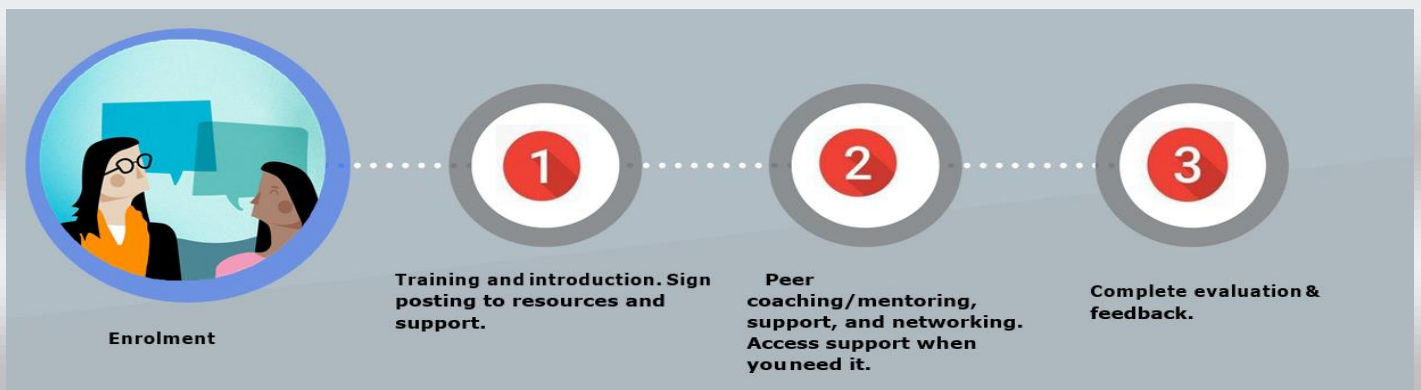 Enrolment
1
Training and introduction. Sign
posting to resources and
support.
2
Peer
coaching/mentoring,
support, and networking.
Access support when
youneed it.
3
Complete evaluation &
feedback.